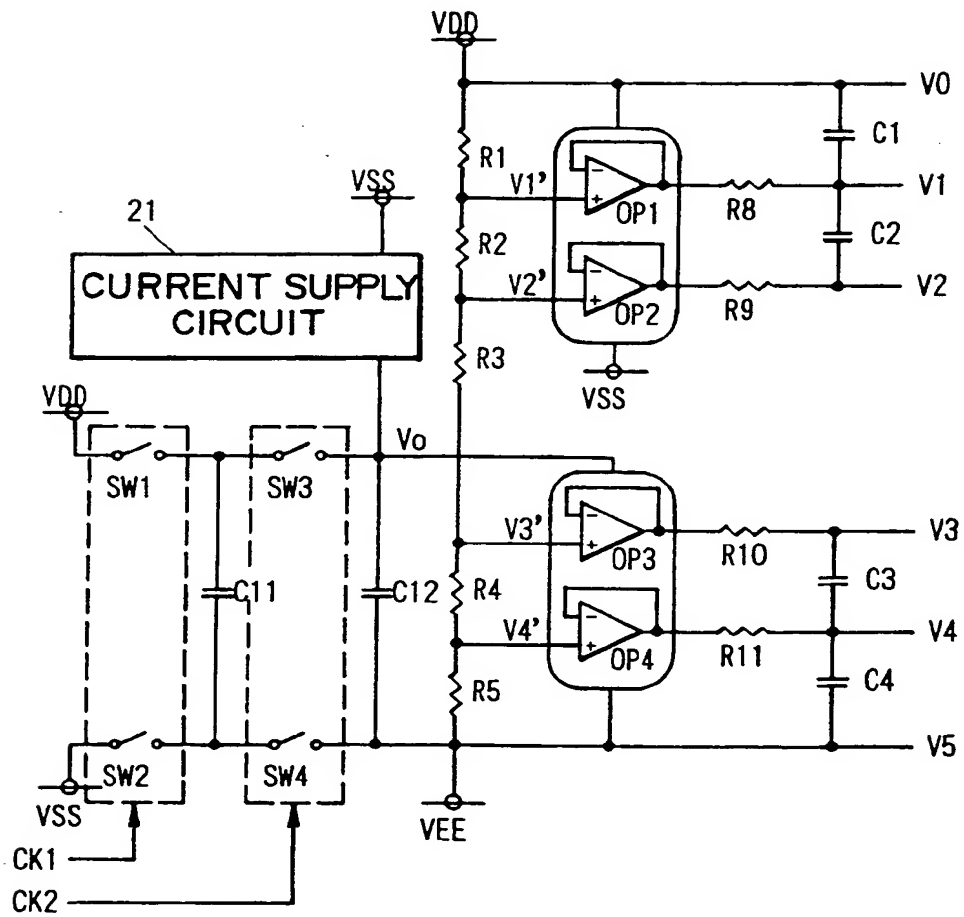 VDD
V0
C1
R1
V1'
OP1
R8
V1
VSS
21
R2
C2
V2'
OP2
R9
V2
CURRENT SUPPLY
CIRCUIT
R3
VSS
VDD
Vo
SW1
SW3
V3'
OP3
R10
V3
C11
C12
R4
C3
V4'
OP4
R11
V4
R5
C4
SW2
SW4
V5
VSS
VEE
CK1
CK2